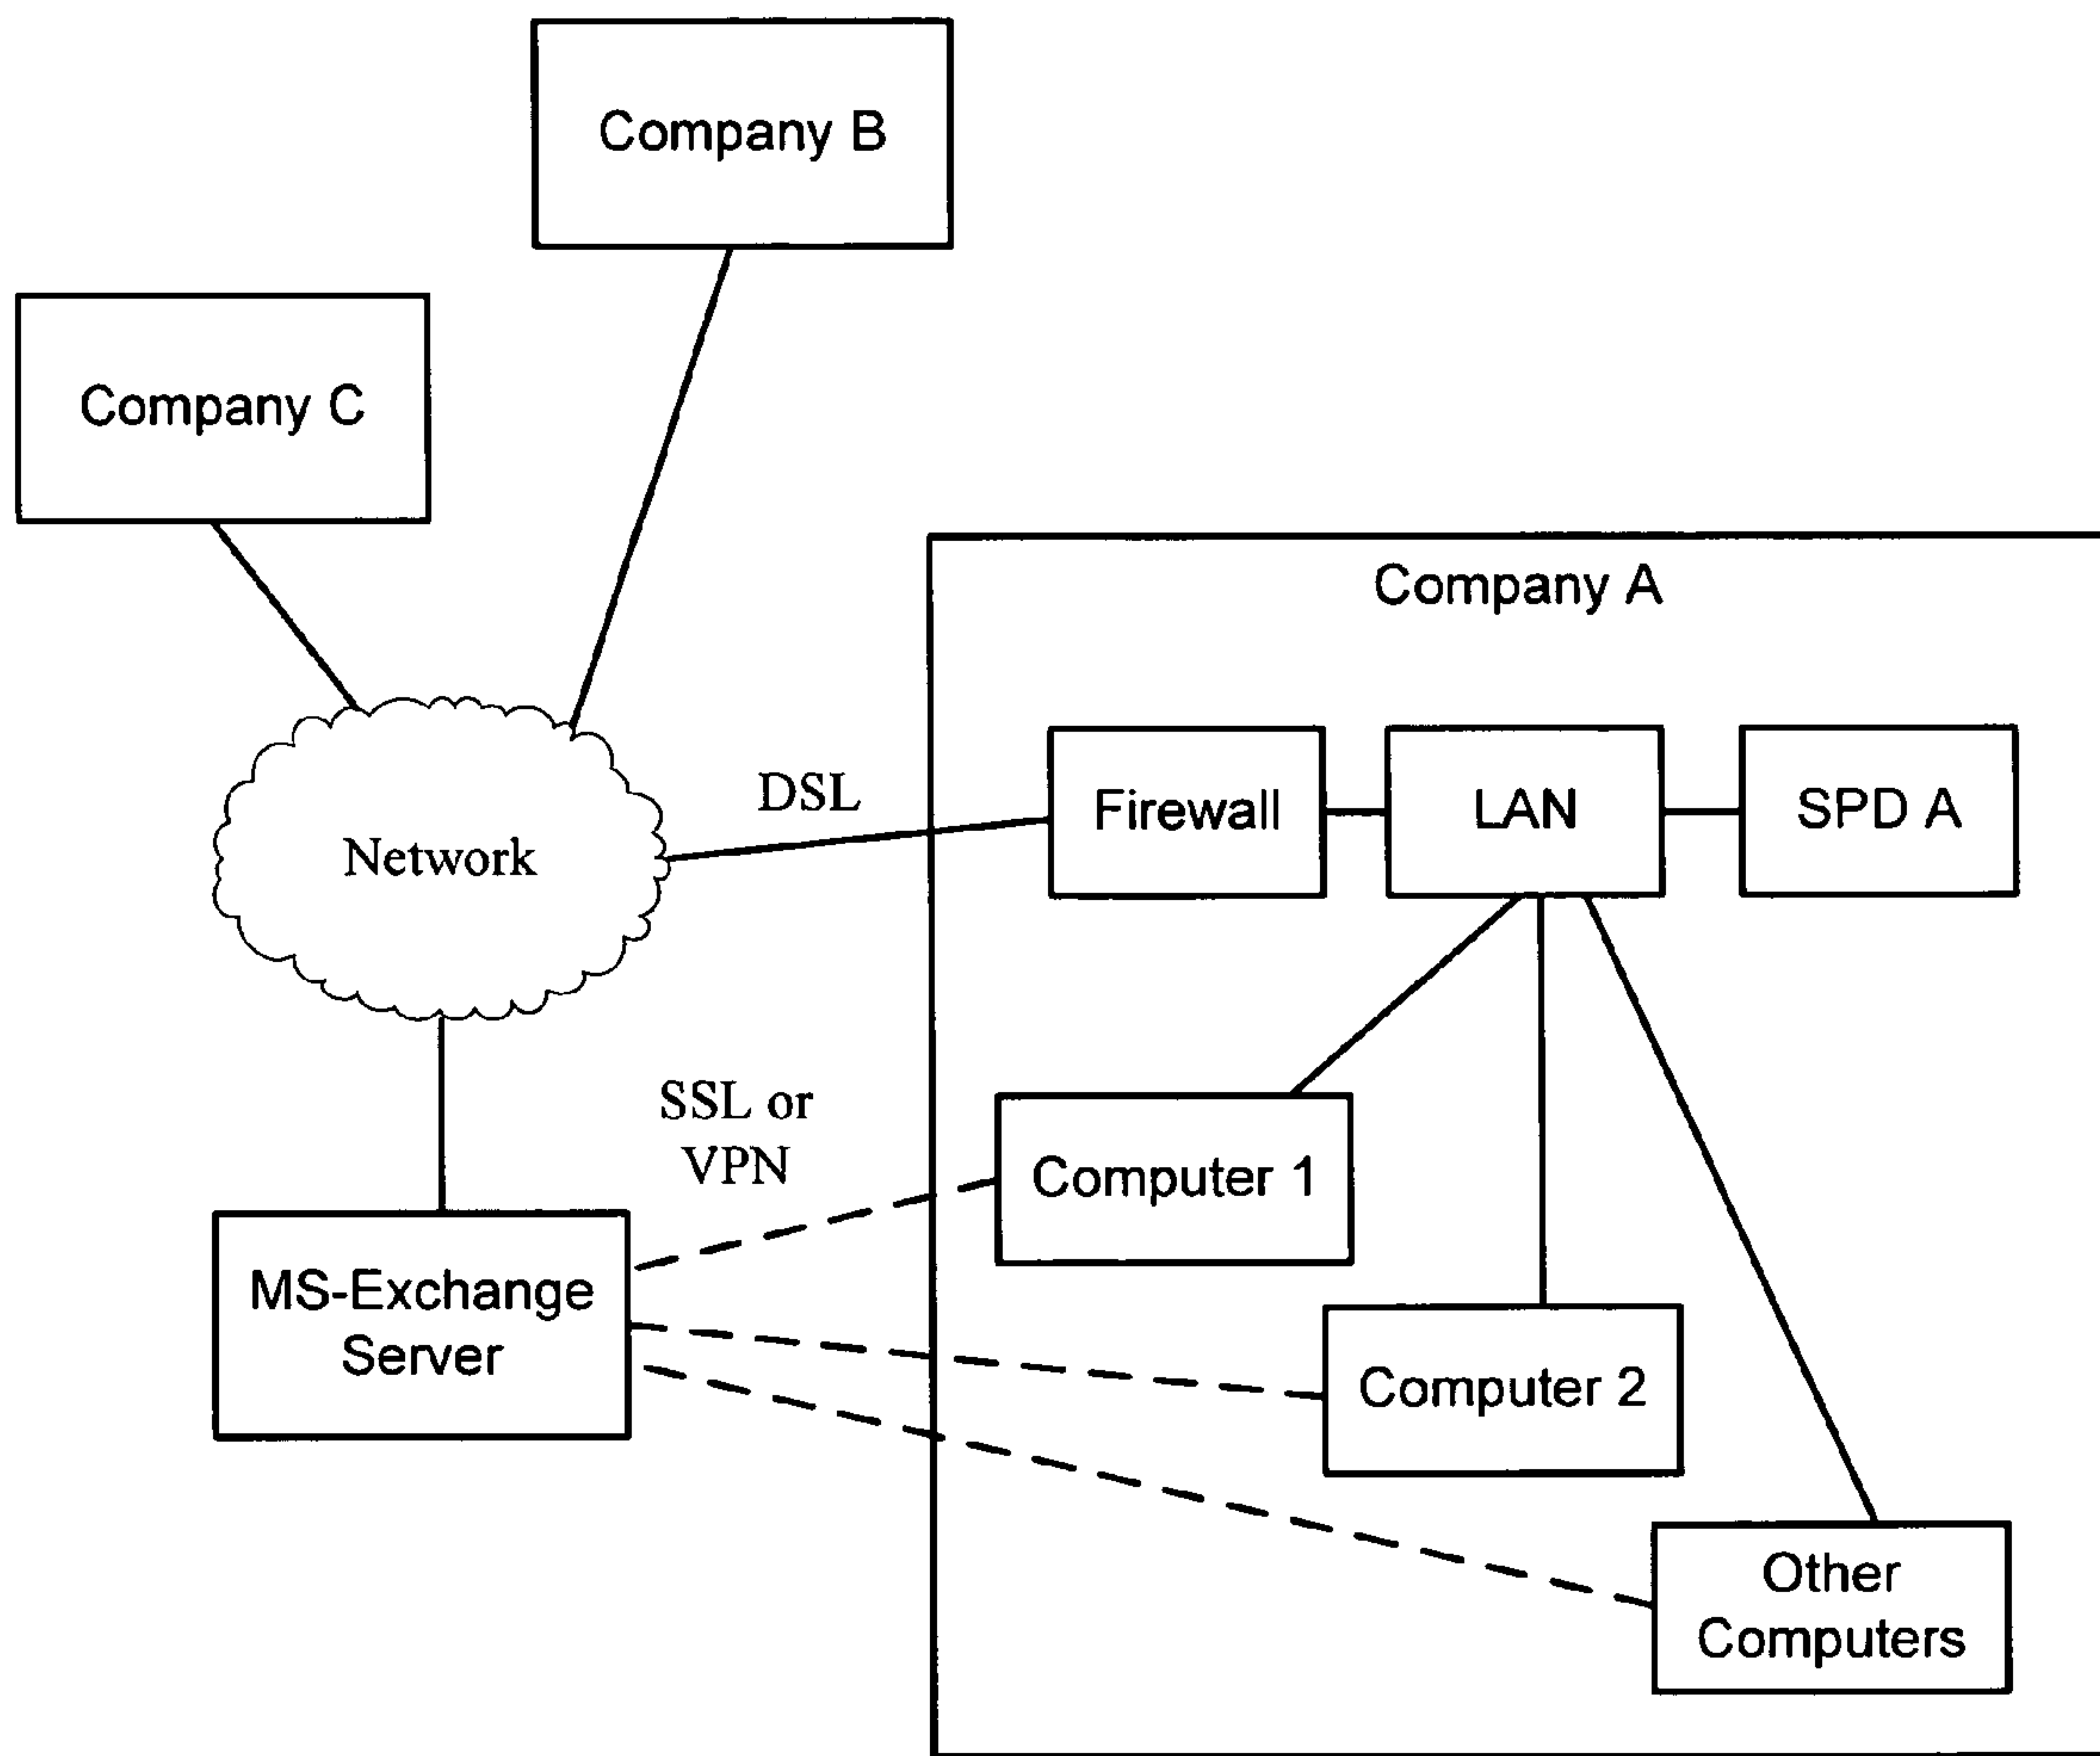 Company B
Company C
Company A
DSL
Firewall
LAN
SPD A
Network
SSL or
VPN
Computer 1
MS-Exchange
Server
Computer 2
Other
Computers